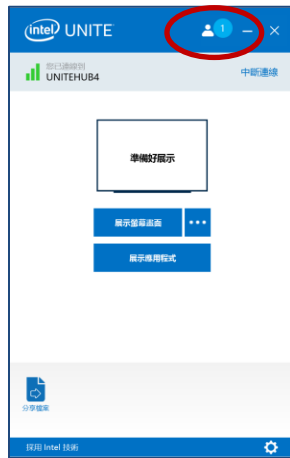 intel UNITE
1
您已連線到
UNITEHUB4
中斷連線
準備好展示
展示螢幕畫面
展示應用程式
分享檔案
採用 Intel 技術